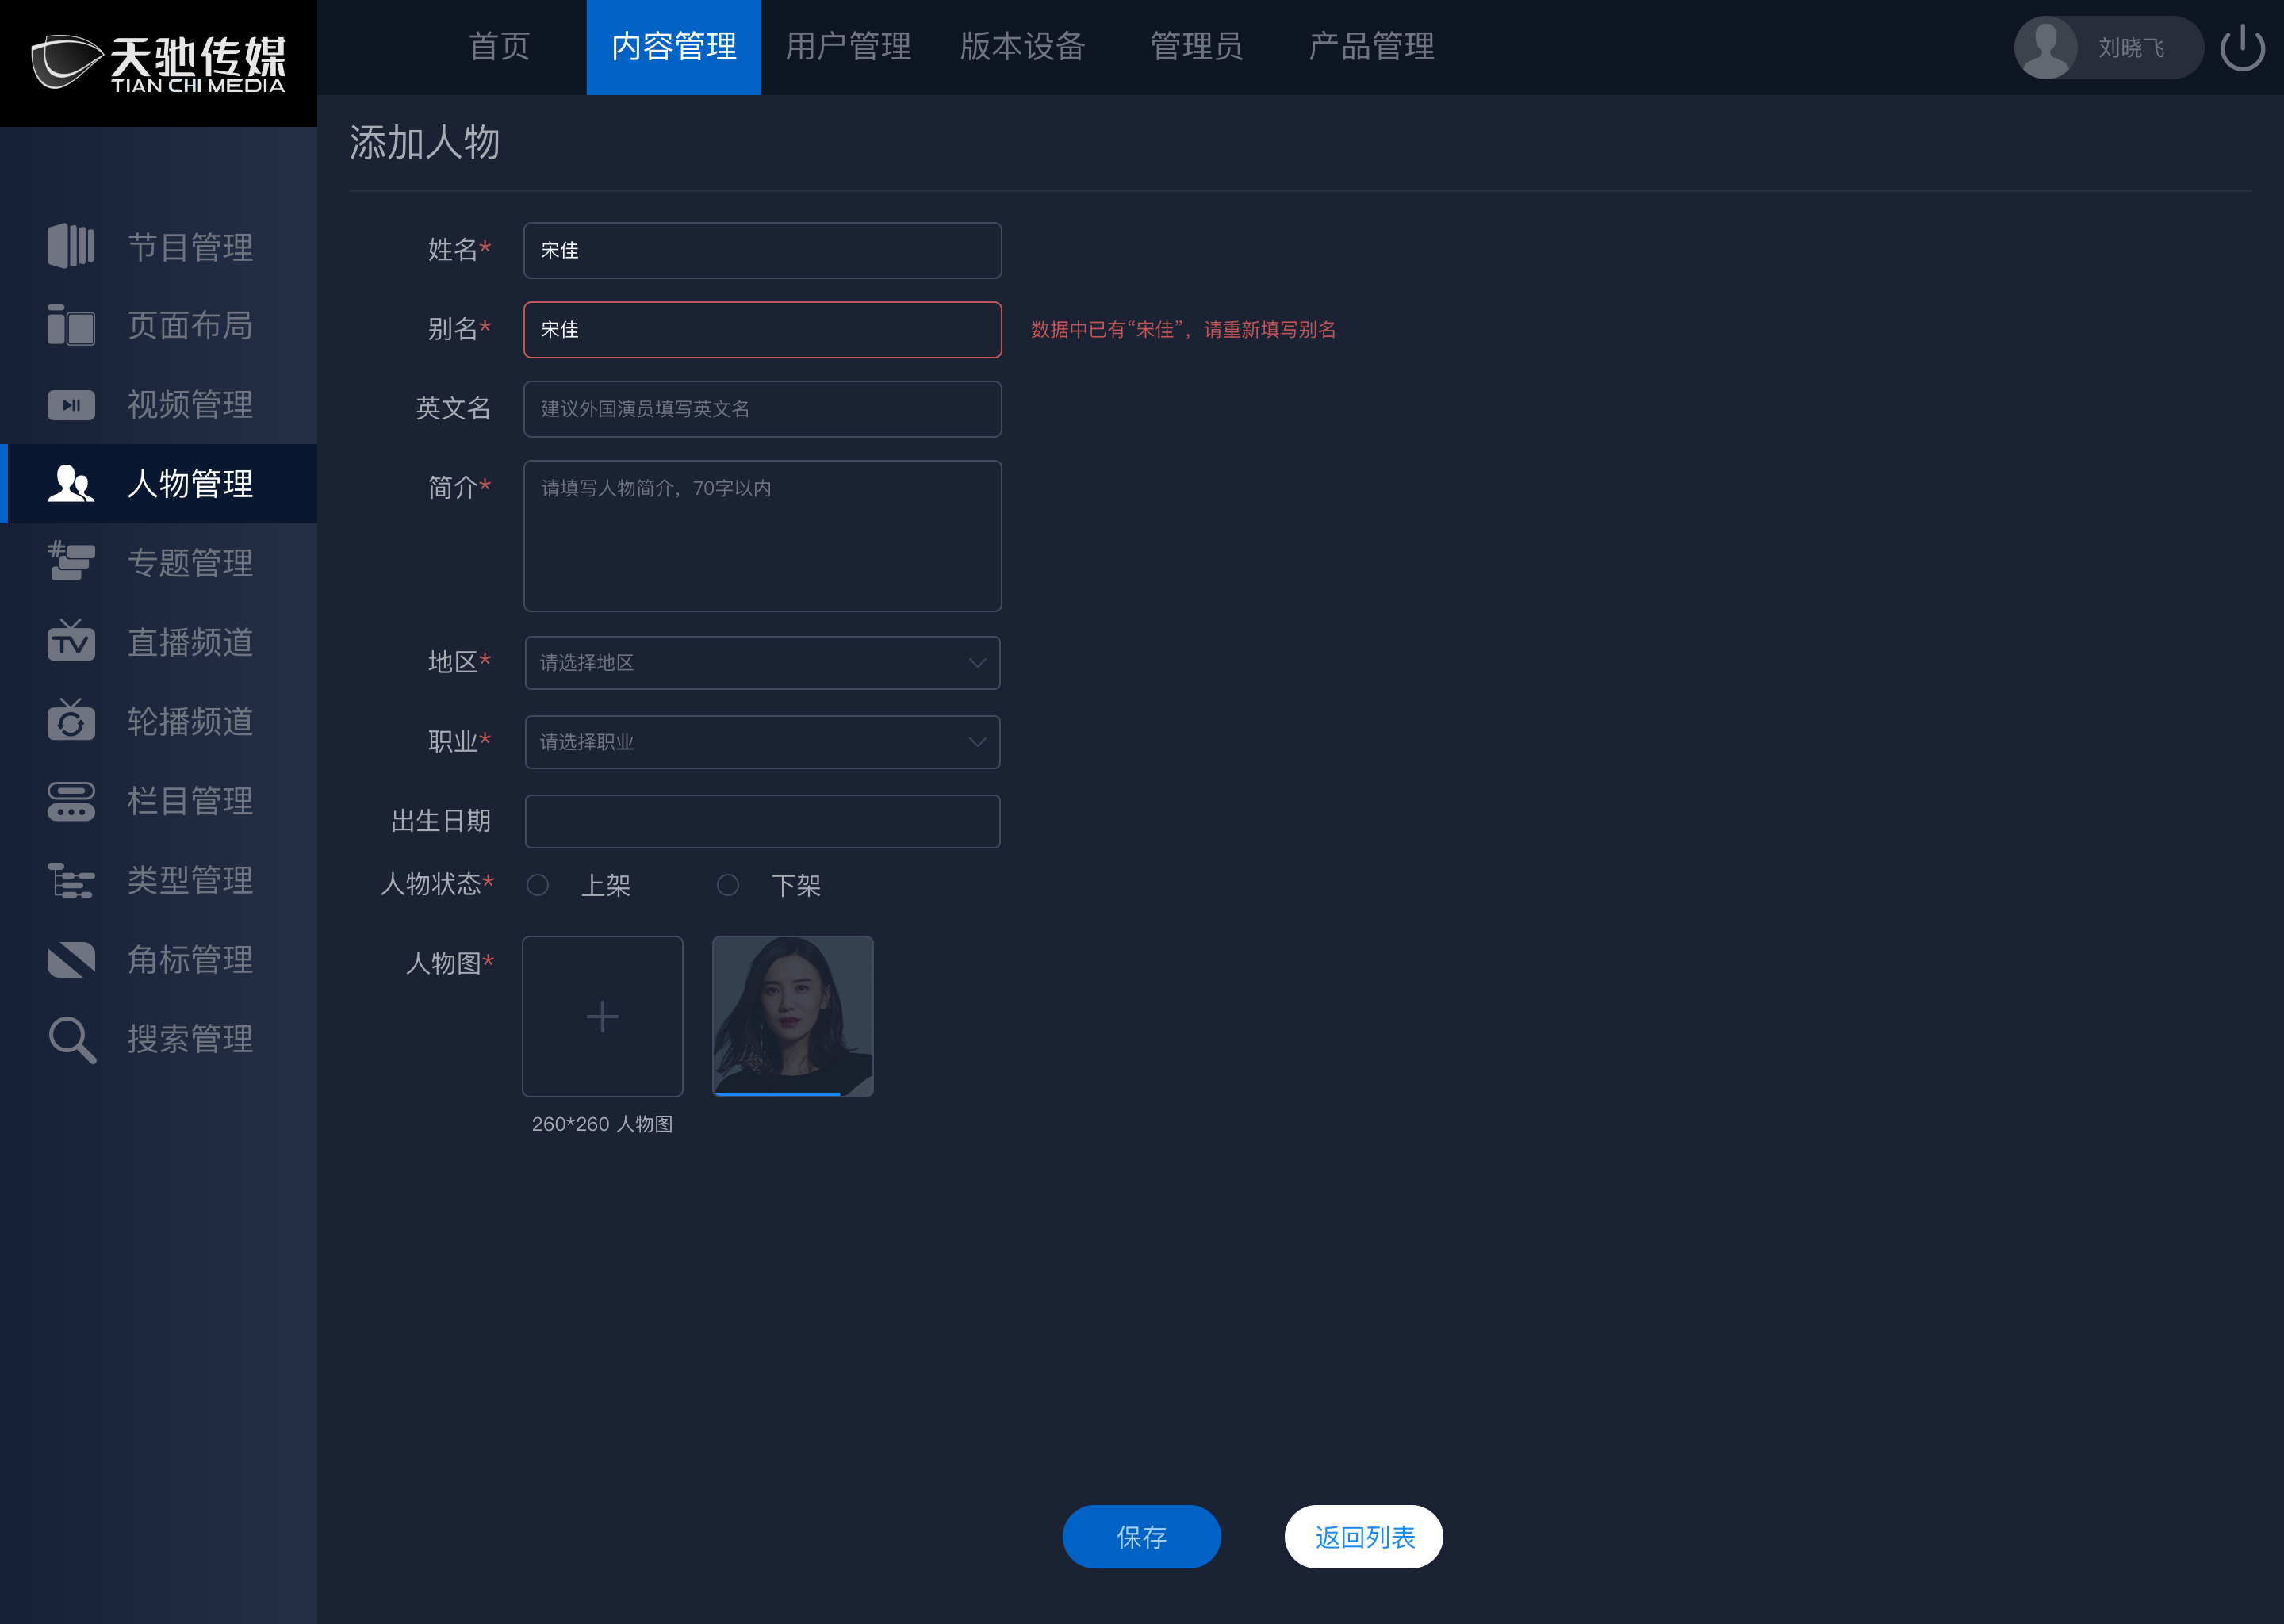 天驰传媒
TIAN CHI MEDIA
首页 内容管理 用户管理 版本设备 管理员 产品管理
刘晓飞
节目管理
页面布局
视频管理
人物管理
#
专题管理
TV
直播频道
轮播频道
栏目管理
类型管理
角标管理
搜索管理
添加人物
姓名* 宋佳
别名* 宋佳 数据中已有“宋佳”，请重新填写别名
英文名 建议外国演员填写英文名
简介* 请填写人物简介，70字以内
地区* 请选择地区
职业* 请选择职业
出生日期
人物状态* 上架 下架
人物图*
260*260 人物图
保存 返回列表